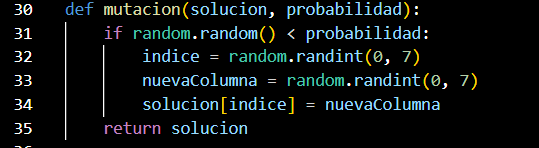 30 def mutacion(solucion, probabilidad):
31     if random.random() < probabilidad:
32         indice = random.randint(0, 7)
33         nuevaColumna = random.randint(0, 7)
34         solucion[indice] = nuevaColumna
35     return solucion